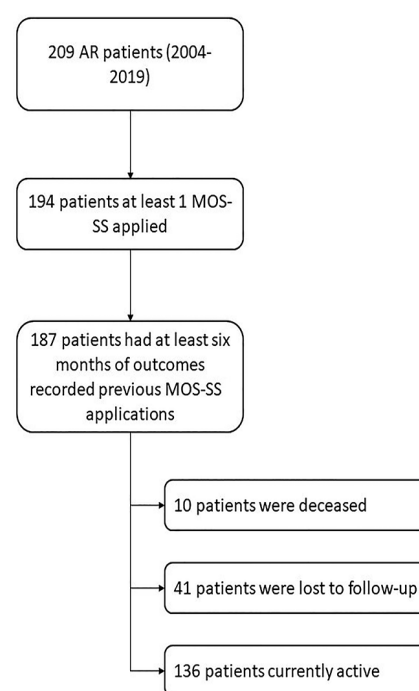 209 AR patients (2004-
2019)
194 patients at least 1 MOS-
SS applied
187 patients had at least six
months of outcomes
recorded previous MOS-SS
applications
10 patients were deceased
41 patients were lost to follow-up
136 patients currently active